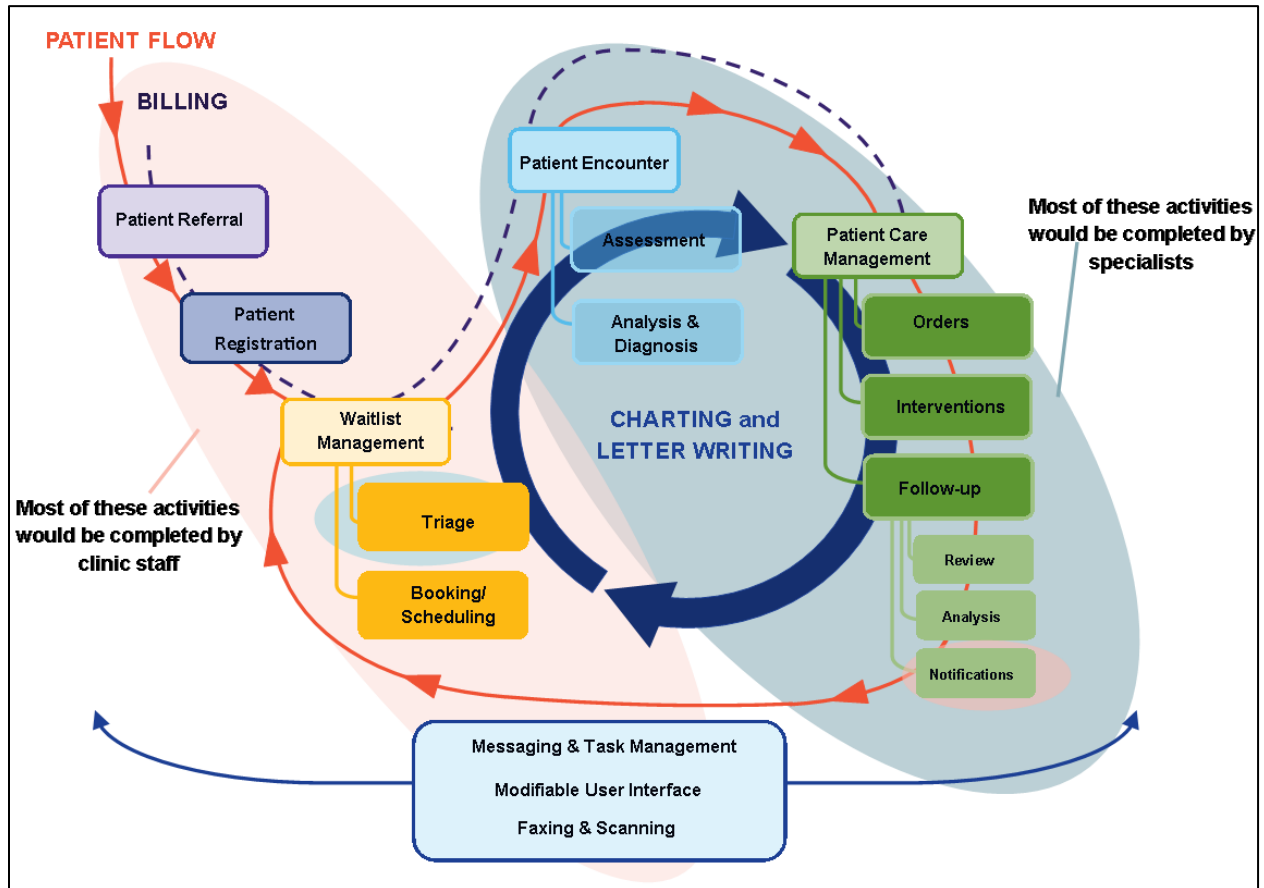 PATIENT FLOW
BILLING
Patient Referral
Patient
Registration
Waitlist
Management
Triage
Booking/
Scheduling
Most of these activities
would be completed by
clinic staff
Patient Encounter
Assessment
Analysis &
Diagnosis
CHARTING and
LETTER WRITING
Patient Care
Management
Orders
Interventions
Follow-up
Review
Analysis
Notifications
Most of these activities
would be completed by
specialists
Messaging & Task Management
Modifiable User Interface
Faxing & Scanning